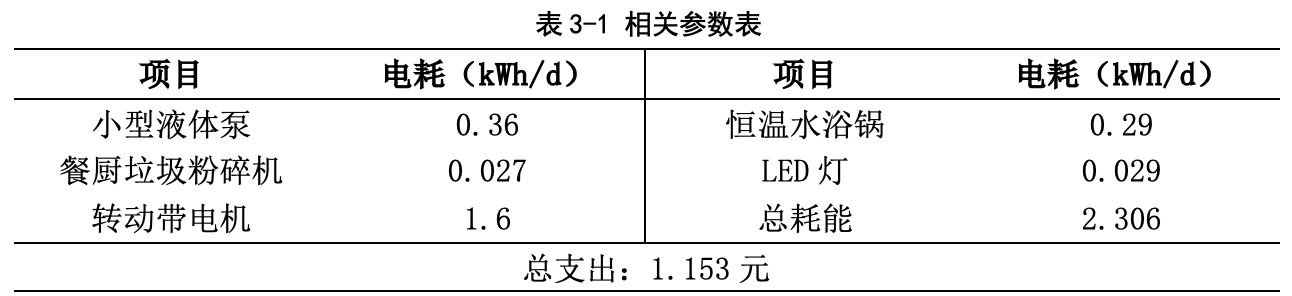 表 3-1 相关参数表
项目 电耗（kWh/d） 项目 电耗（kWh/d）
小型液体泵 0.36 恒温水浴锅 0.29
餐厨垃圾粉碎机 0.027 LED 灯 0.029
转动带电机 1.6 总耗能 2.306
总支出：1.153 元